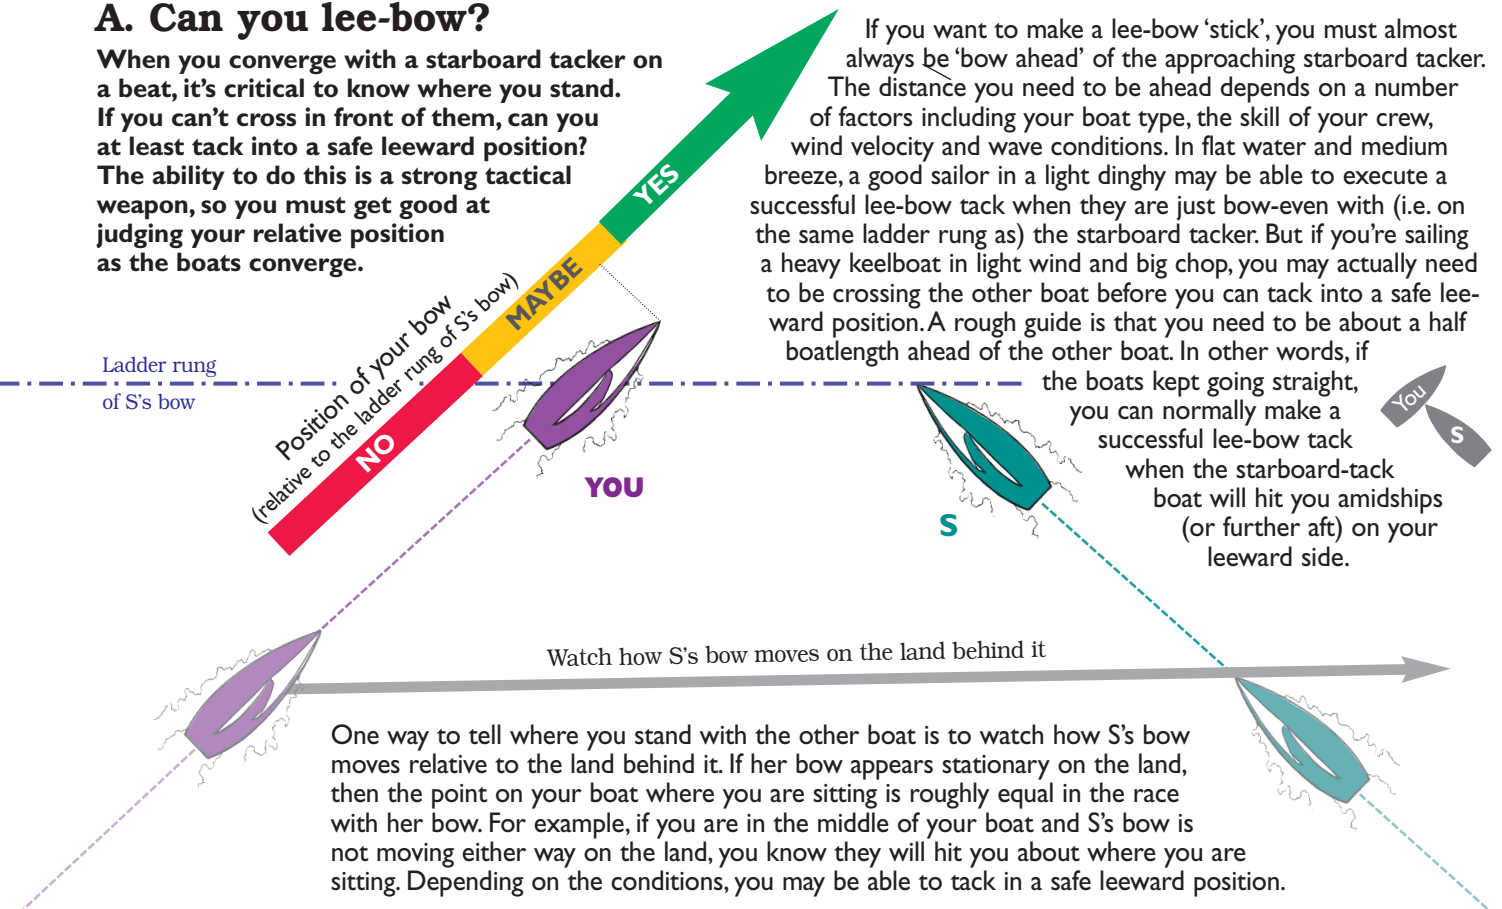 A. Can you lee-bow?
When you converge with a starboard tacker on
a beat, it’s critical to know where you stand.
If you can’t cross in front of them, can you
at least tack into a safe leeward position?
The ability to do this is a strong tactical
weapon, so you must get good at
judging your relative position
as the boats converge.
If you want to make a lee-bow ‘stick’, you must almost
always be ‘bow ahead’ of the approaching starboard tacker.
The distance you need to be ahead depends on a number
of factors including your boat type, the skill of your crew,
wind velocity and wave conditions. In flat water and medium
breeze, a good sailor in a light dinghy may be able to execute a
successful lee-bow tack when they are just bow-even with (i.e. on
the same ladder rung as) the starboard tacker. But if you’re sailing
a heavy keelboat in light wind and big chop, you may actually need
to be crossing the other boat before you can tack into a safe lee-
ward position. A rough guide is that you need to be about a half
boatlength ahead of the other boat. In other words, if
the boats kept going straight,
you can normally make a
successful lee-bow tack
when the starboard-tack
boat will hit you amidships
(or further aft) on your
leeward side.
You
S
YES
MAYBE
NO
Position of your bow
(relative to the ladder rung of S’s bow)
Ladder rung
of S’s bow
YOU
S
Watch how S’s bow moves on the land behind it
One way to tell where you stand with the other boat is to watch how S’s bow
moves relative to the land behind it. If her bow appears stationary on the land,
then the point on your boat where you are sitting is roughly equal in the race
with her bow. For example, if you are in the middle of your boat and S’s bow is
not moving either way on the land, you know they will hit you about where you are
sitting. Depending on the conditions, you may be able to tack in a safe leeward position.